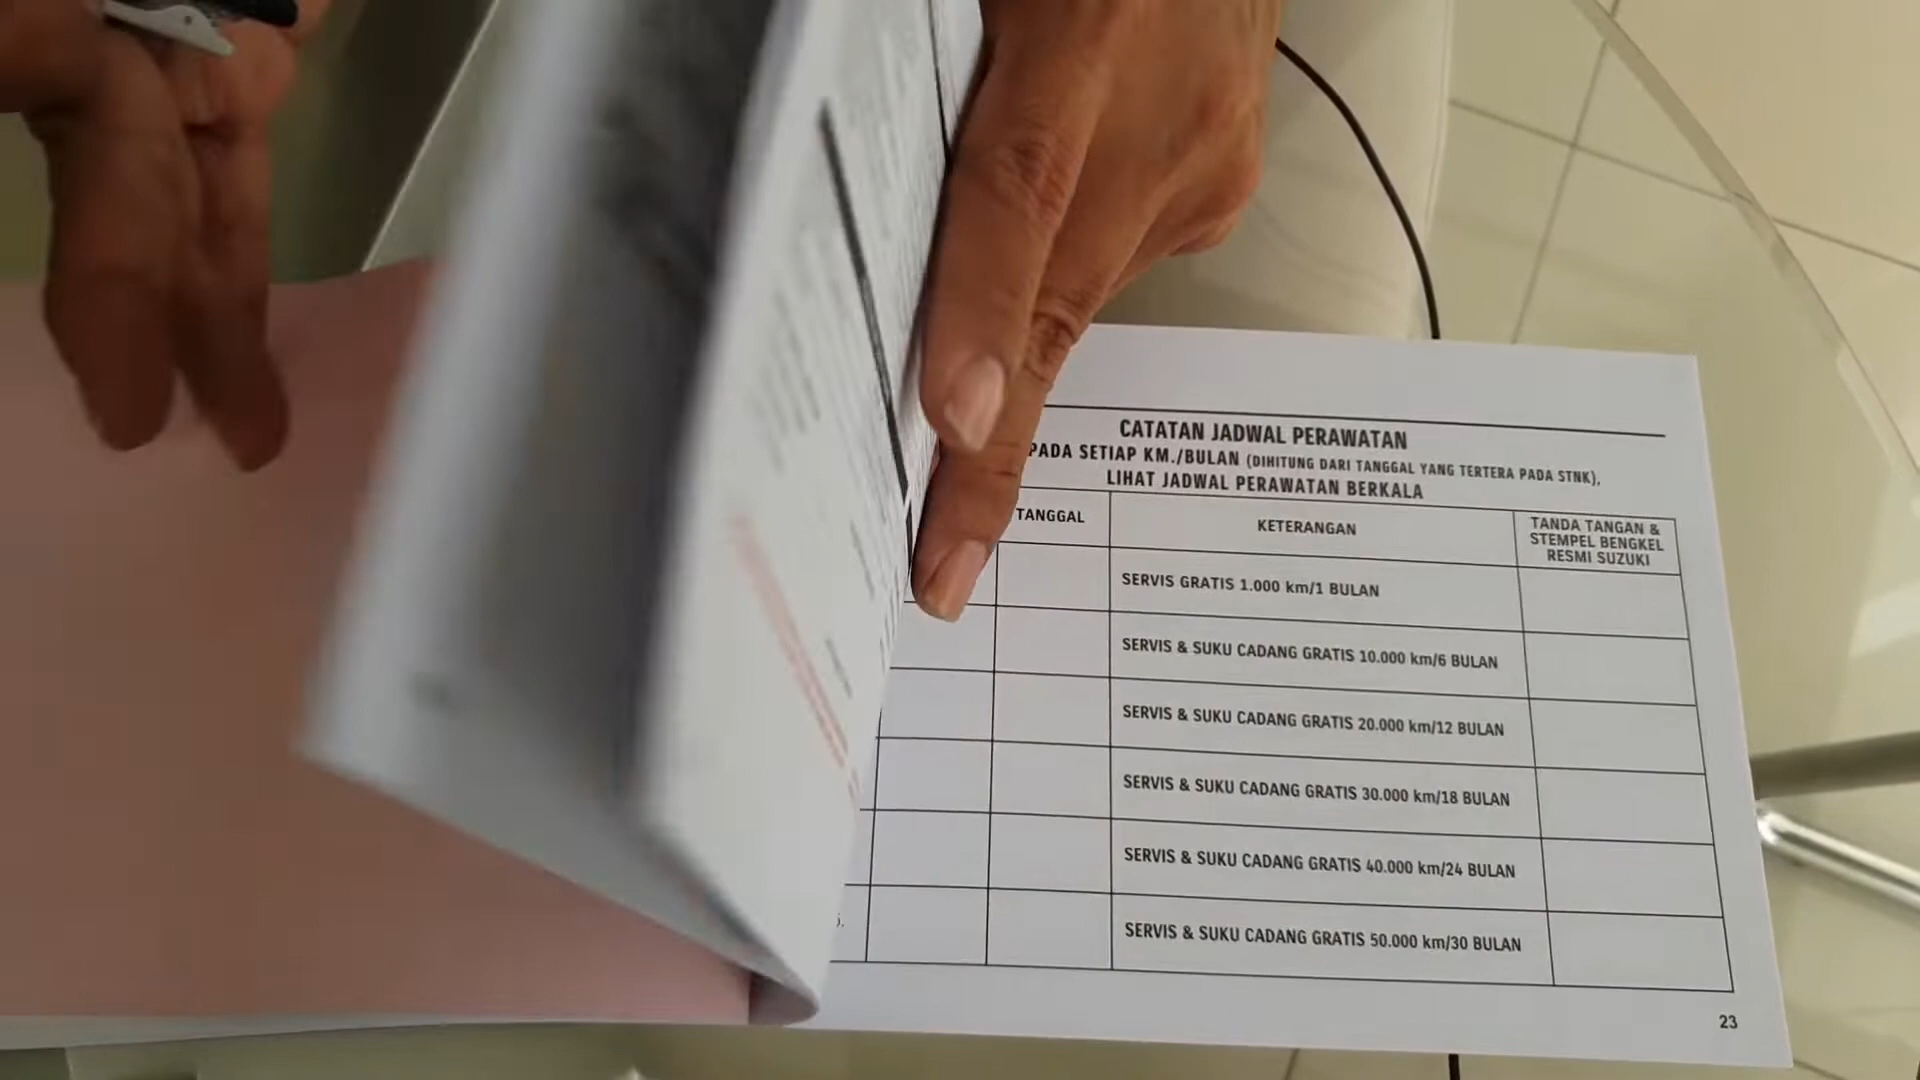 CATATAN JADWAL PERAWATAN
PADA SETIAP KM./BULAN (DIHITUNG DARI TANGGAL YANG TERTERA PADA STNK),
LIHAT JADWAL PERAWATAN BERKALA
TANGGAL
KETERANGAN
TANDA TANGAN &
STEMPEL BENGKEL
RESMI SUZUKI
SERVIS GRATIS 1.000 km/1 BULAN
SERVIS & SUKU CADANG GRATIS 10.000 km/6 BULAN
SERVIS & SUKU CADANG GRATIS 20.000 km/12 BULAN
SERVIS & SUKU CADANG GRATIS 30.000 km/18 BULAN
SERVIS & SUKU CADANG GRATIS 40.000 km/24 BULAN
SERVIS & SUKU CADANG GRATIS 50.000 km/30 BULAN
23